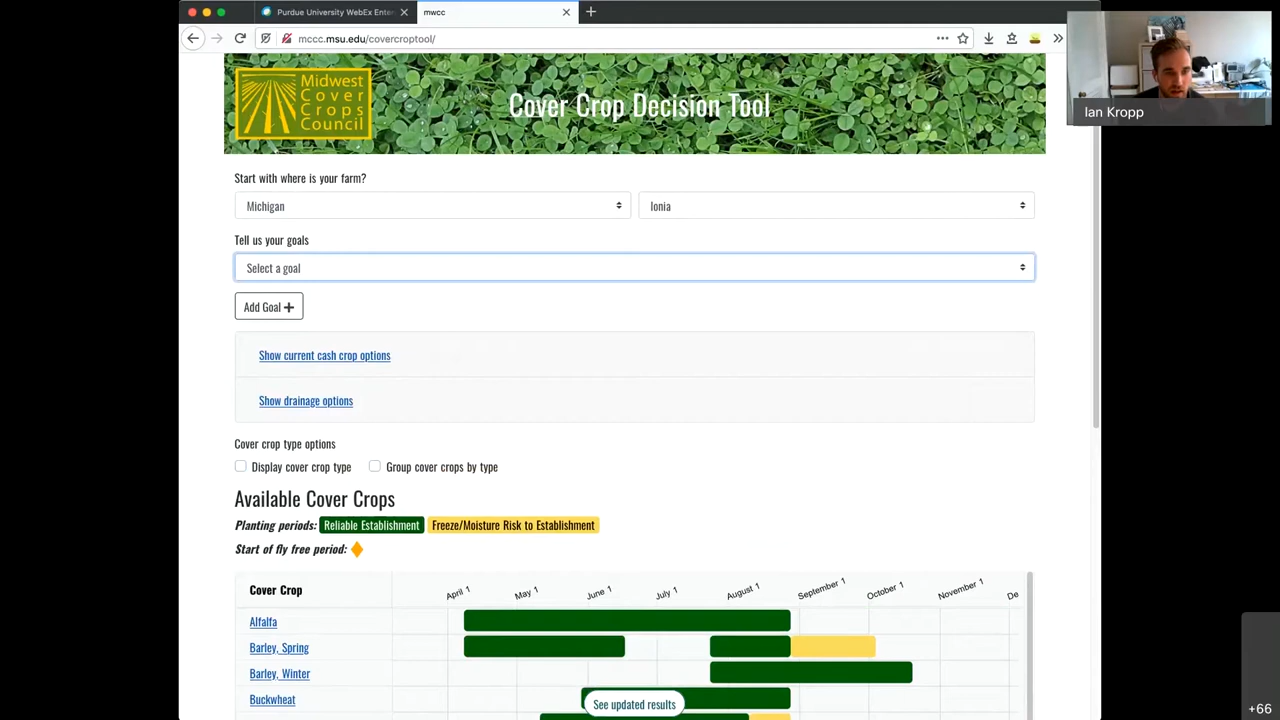 Purdue University WebEx Enter
mwcc
mccc.msu.edu/covercroptool/
Midwest
Cover
Crops
Council
Cover Crop Decision Tool
Ian Kropp
Start with where is your farm?
Michigan
Ionia
Tell us your goals
Select a goal
Add Goal +
Show current cash crop options
Show drainage options
Cover crop type options
Display cover crop type
Group cover crops by type
Available Cover Crops
Planting periods: Reliable Establishment Freeze/Moisture Risk to Establishment
Start of fly free period:
Cover Crop
April 1 May 1 June 1 July 1 August 1 September 1 October 1 November 1 De
Alfalfa
Barley, Spring
Barley, Winter
Buckwheat
See updated results
+66